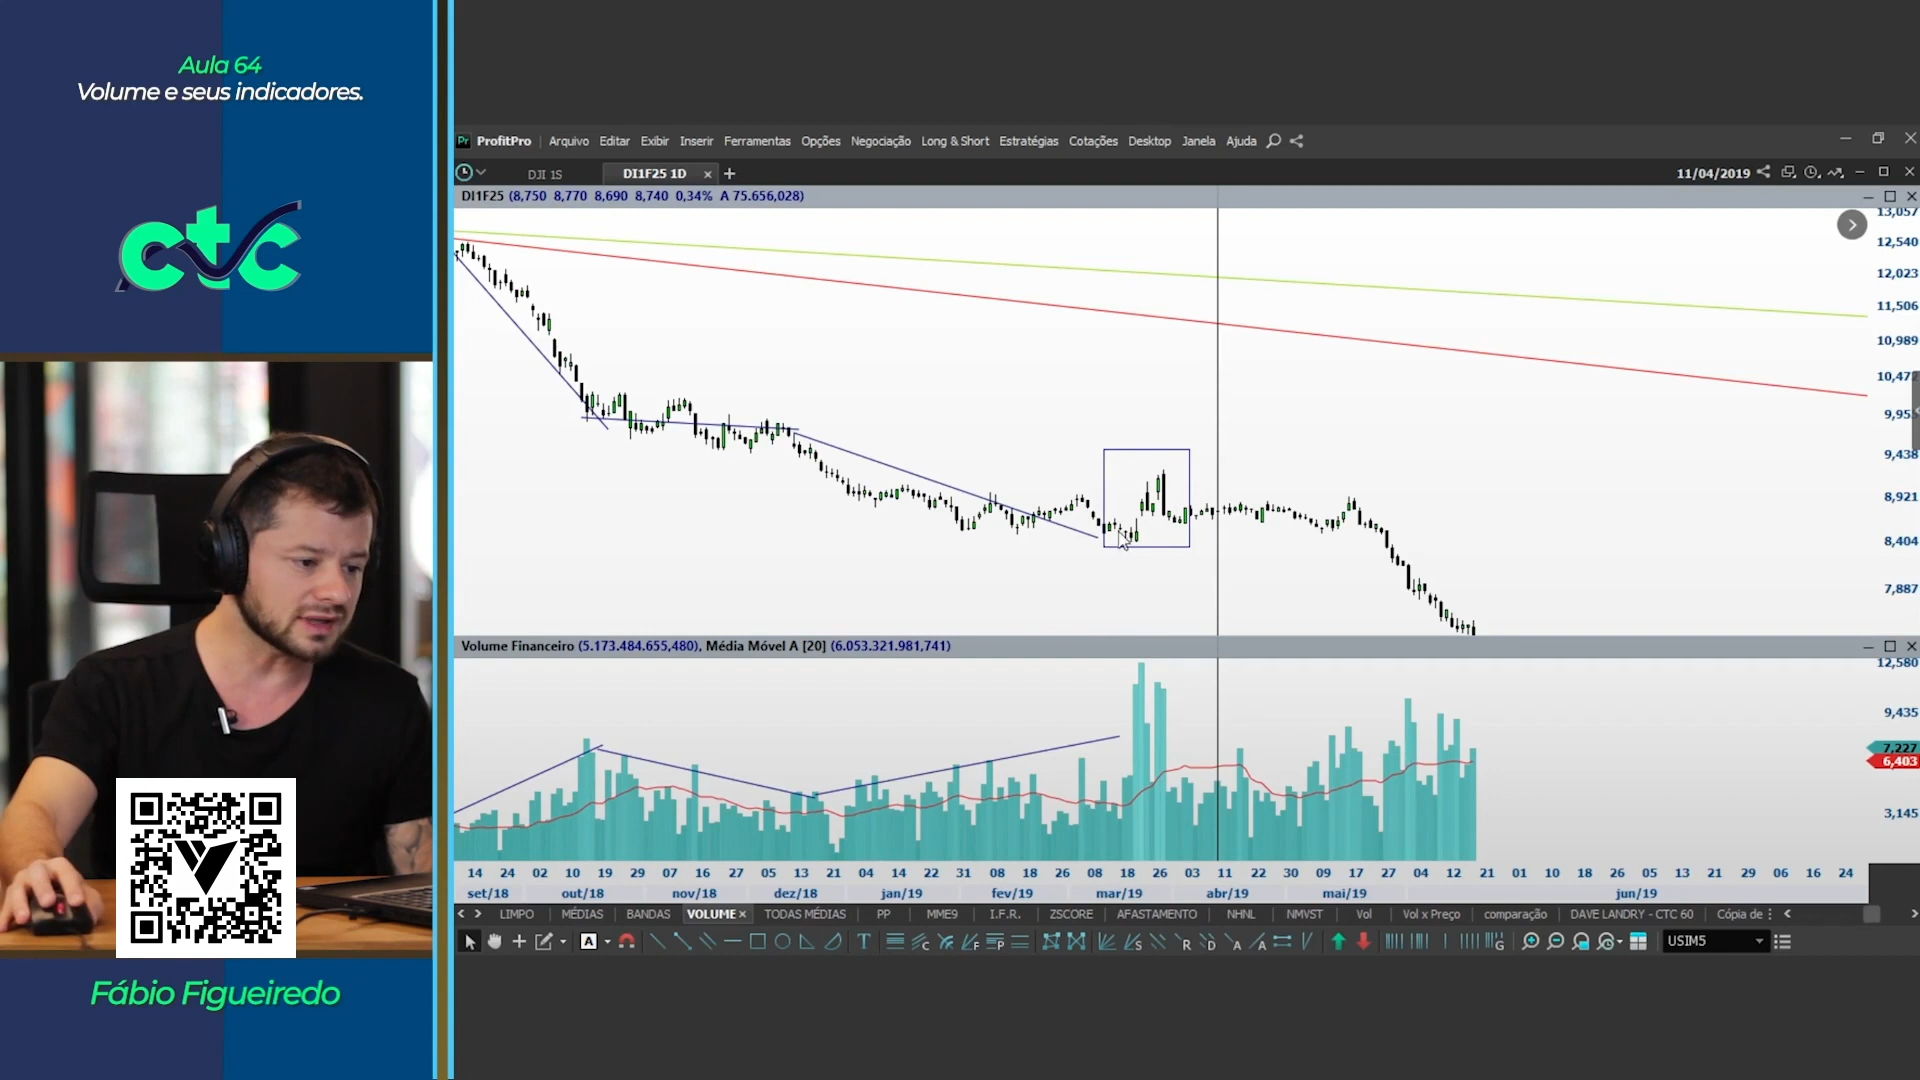 Aula 64
Volume e seus indicadores.
ctc
Fábio Figueiredo
Pr ProfitPro Arquivo Editar Exibir Inserir Ferramentas Opções Negociação Long & Short Estratégias Cotações Desktop Janela Ajuda
DJI 1S DI1F25 1D × + 11/04/2019
DI1F25 (8,750 8,770 8,690 8,740 0,34% A 75.656,028)
13,057
12,540
12,023
11,506
10,989
10,47
9,95
9,438
8,921
8,404
7,887
Volume Financeiro (5.173.484.655,480), Média Móvel A [20] (6.053.321.981,741)
12,580
9,435
7,227
6,403
3,145
14 24 02 10 19 29 07 16 27 05 13 21 04 14 22 31 08 18 26 08 18 26 03 11 22 30 09 17 27 04 12 21 01 10 18 26 05 13 21 29 06 16 24
set/18 out/18 nov/18 dez/18 jan/19 fev/19 mar/19 abr/19 mai/19 jun/19
LIMPO MÉDIAS BANDAS VOLUME × TODAS MÉDIAS PP MME9 I.F.R. ZSCORE AFASTAMENTO NHNL NMVST Vol Vol x Preço comparação DAVE LANDRY - CTC 60 Cópia de
A T C F P S R D A A G USIM5